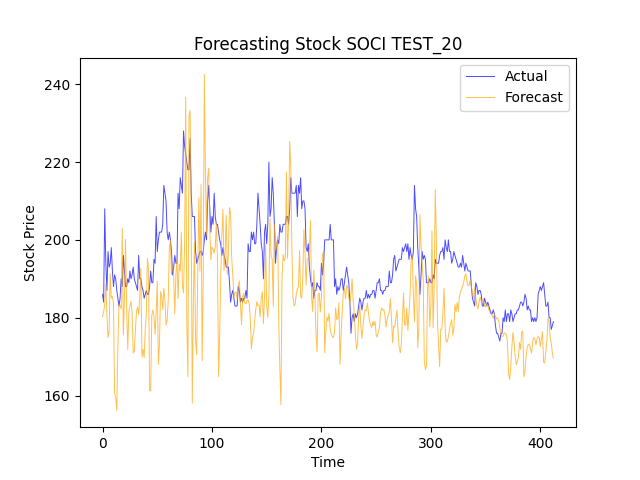 Forecasting Stock SOCI TEST_20
Actual
Forecast
240
220
200
180
160
Stock Price
0 100 200 300 400
Time